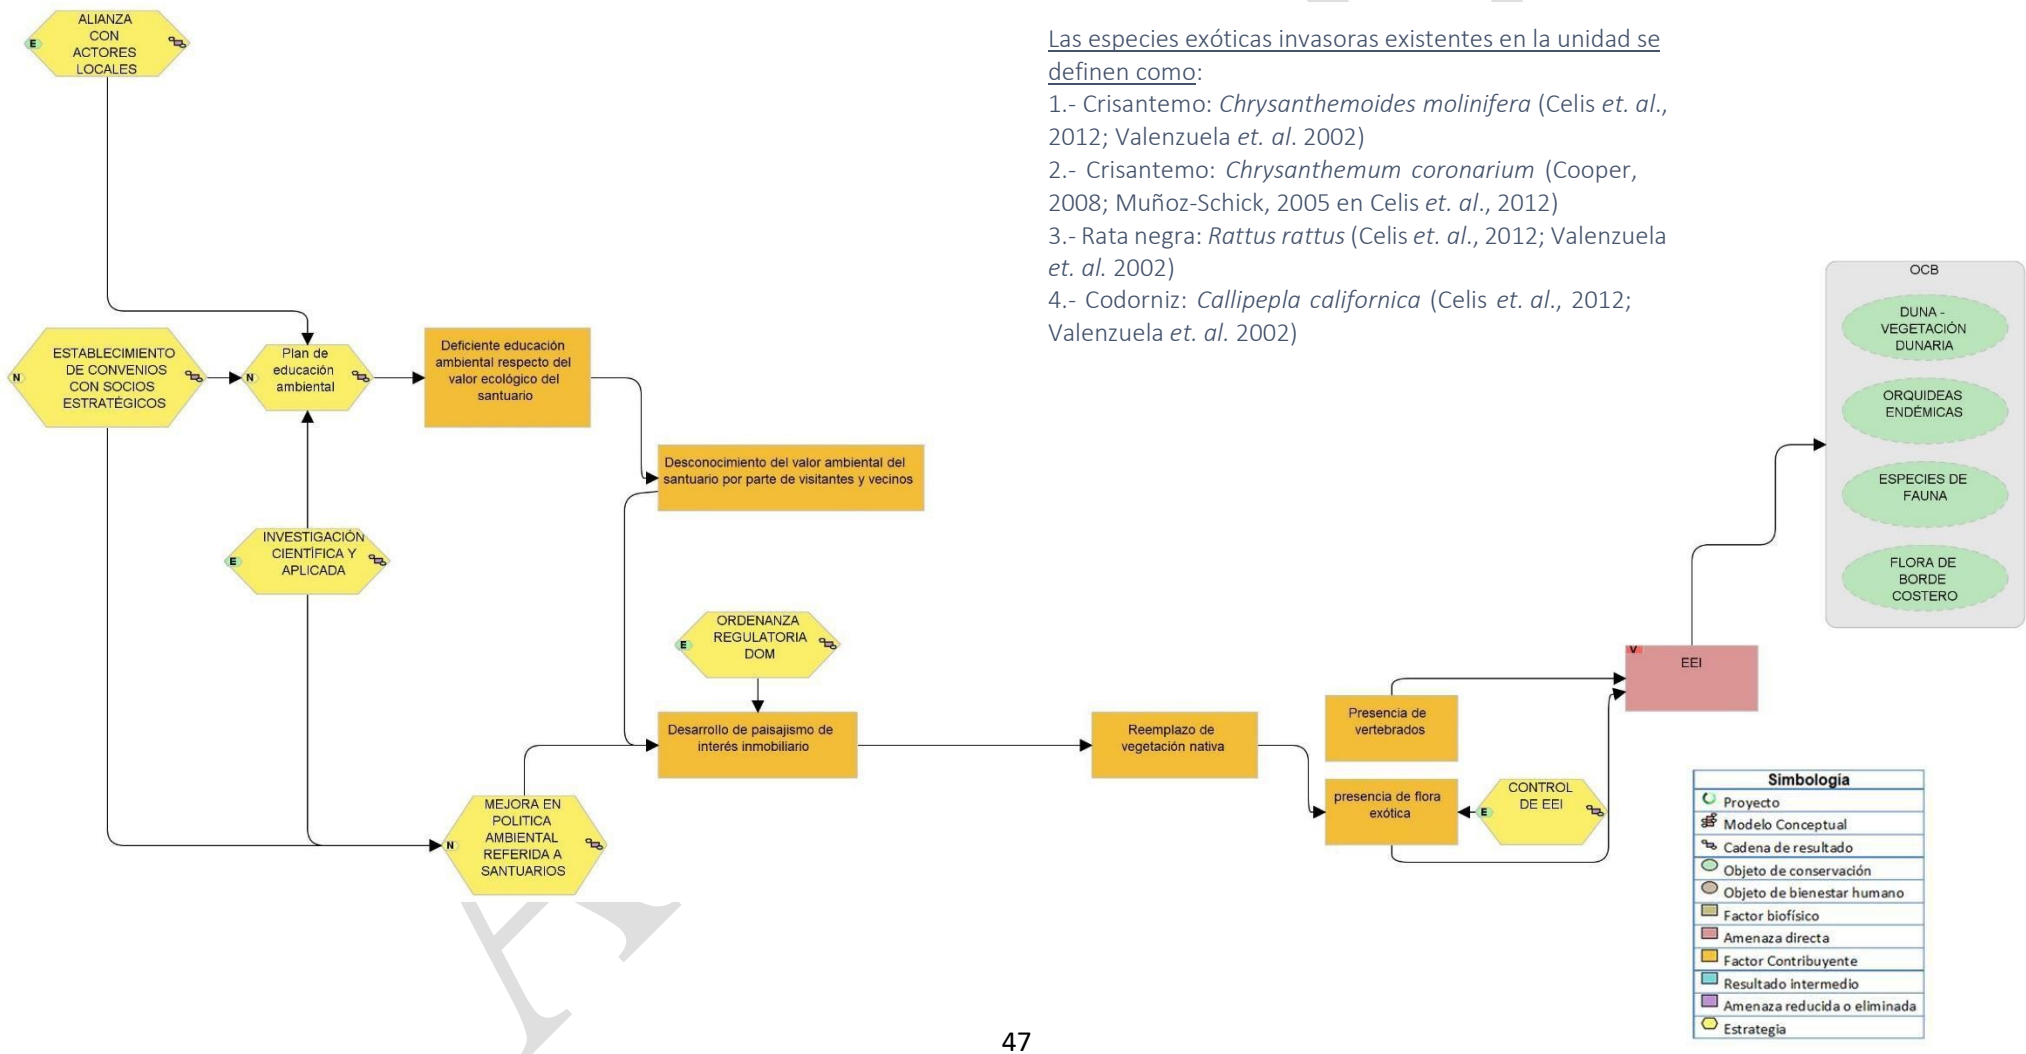 ALIANZA
CON
ACTORES
LOCALES
E
Las especies exóticas invasoras existentes en la unidad se
definen como:
1.- Crisantemo: Chrysanthemoides molinifera (Celis et. al.,
2012; Valenzuela et. al. 2002)
2.- Crisantemo: Chrysanthemum coronarium (Cooper,
2008; Muñoz-Schick, 2005 en Celis et. al., 2012)
3.- Rata negra: Rattus rattus (Celis et. al., 2012; Valenzuela
et. al. 2002)
4.- Codorniz: Callipepla californica (Celis et. al., 2012;
Valenzuela et. al. 2002)
ESTABLECIMIENTO
DE CONVENIOS
CON SOCIOS
ESTRATÉGICOS
N
Plan de
educación
ambiental
N
Deficiente educación
ambiental respecto del
valor ecológico del
santuario
Desconocimiento del valor ambiental del
santuario por parte de visitantes y vecinos
INVESTIGACIÓN
CIENTÍFICA Y
APLICADA
E
ORDENANZA
REGULATORIA
DOM
E
Desarrollo de paisajismo de
interés inmobiliario
MEJORA EN
POLITICA
AMBIENTAL
REFERIDA A
SANTUARIOS
N
Reemplazo de
vegetación nativa
Presencia de
vertebrados
presencia de flora
exótica
CONTROL
DE EEI
E
V
EEI
OCB
DUNA -
VEGETACIÓN
DUNARIA
ORQUIDEAS
ENDÉMICAS
ESPECIES DE
FAUNA
FLORA DE
BORDE
COSTERO
Simbología
Proyecto
Modelo Conceptual
Cadena de resultado
Objeto de conservación
Objeto de bienestar humano
Factor biofísico
Amenaza directa
Factor Contribuyente
Resultado intermedio
Amenaza reducida o eliminada
Estrategia
47